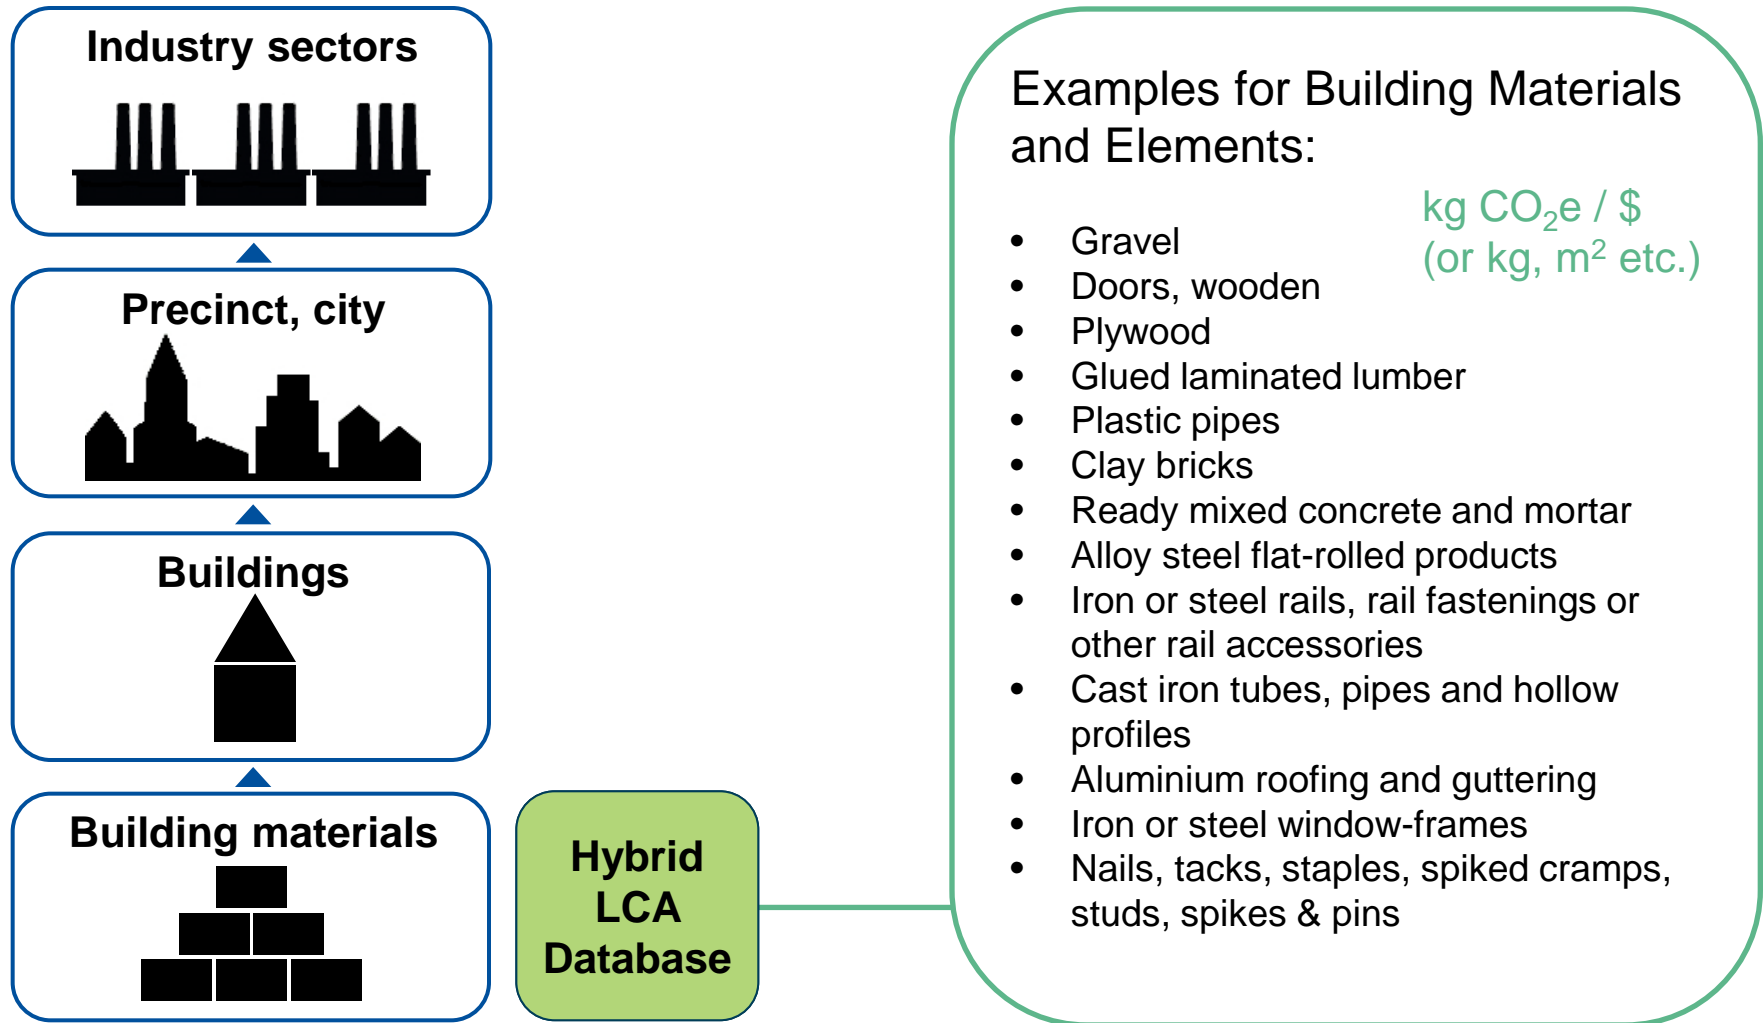 Industry sectors
Precinct, city
Buildings
Building materials
Hybrid
LCA
Database
Examples for Building Materials
and Elements:
kg CO₂e / $
(or kg, m² etc.)
• Gravel
• Doors, wooden
• Plywood
• Glued laminated lumber
• Plastic pipes
• Clay bricks
• Ready mixed concrete and mortar
• Alloy steel flat-rolled products
• Iron or steel rails, rail fastenings or
other rail accessories
• Cast iron tubes, pipes and hollow
profiles
• Aluminium roofing and guttering
• Iron or steel window-frames
• Nails, tacks, staples, spiked cramps,
studs, spikes & pins